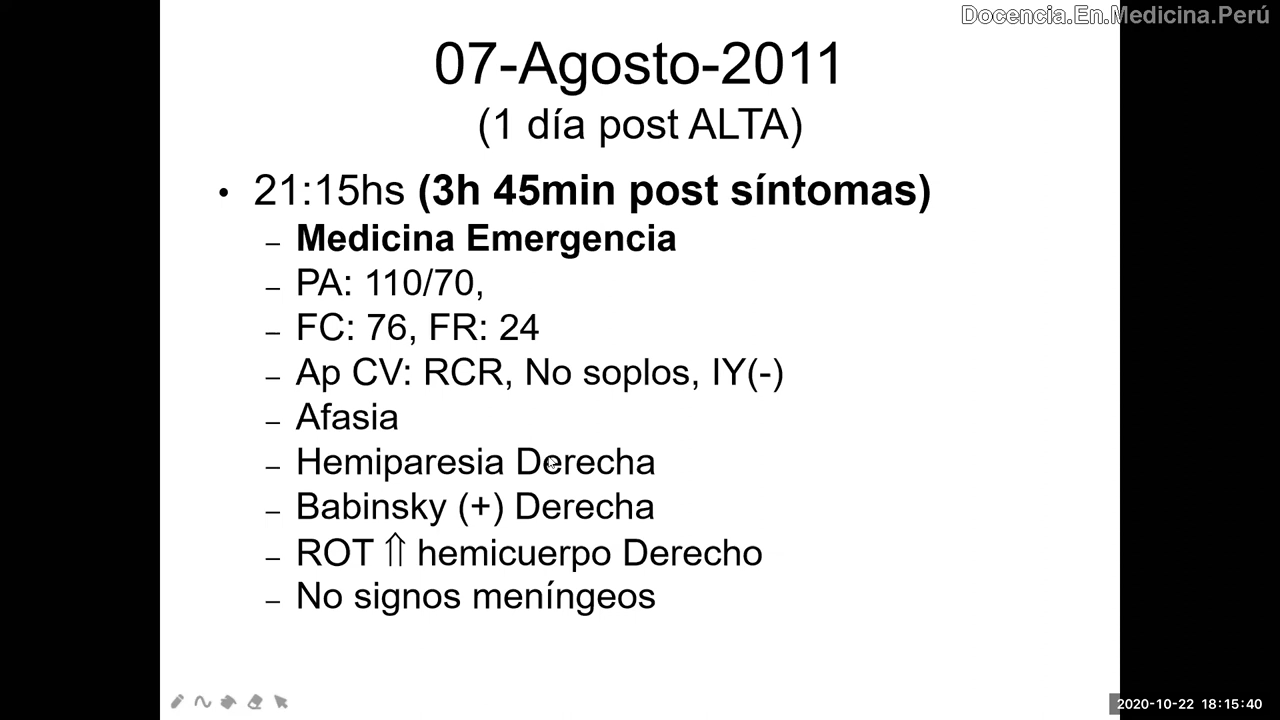 Docencia.En.Medicina.Perú
07-Agosto-2011
(1 día post ALTA)
• 21:15hs (3h 45min post síntomas)
– Medicina Emergencia
– PA: 110/70,
– FC: 76, FR: 24
– Ap CV: RCR, No soplos, IY(-)
– Afasia
– Hemiparesia Derecha
– Babinsky (+) Derecha
– ROT ⇑ hemicuerpo Derecho
– No signos meníngeos
2020-10-22 18:15:40